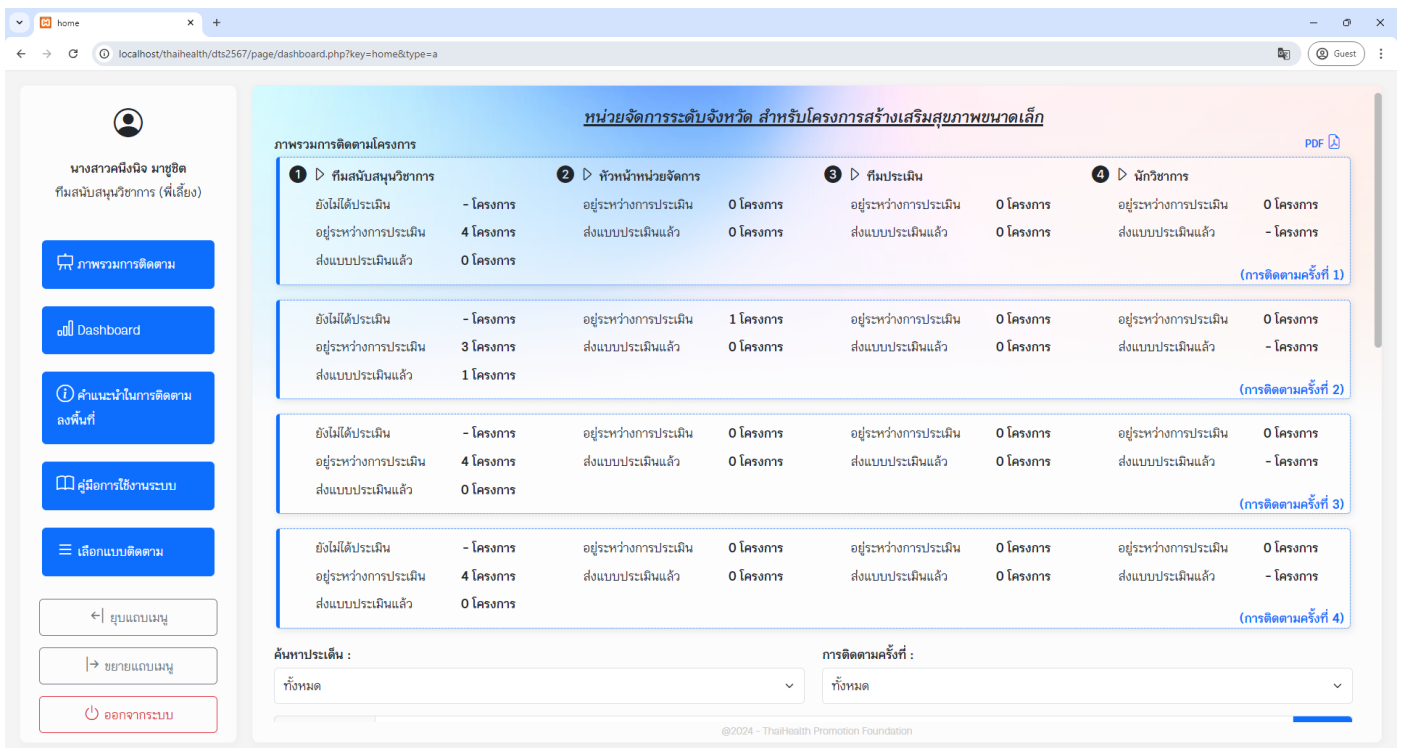 home
localhost/thaihealth/dts2567/page/dashboard.php?key=home&type=a
Guest
นางสาวคนึงนิจ มาชูชิต
ทีมสนับสนุนวิชาการ (พี่เลี้ยง)
ภาพรวมการติดตาม
Dashboard
คำแนะนำในการติดตาม
ลงพื้นที่
คู่มือการใช้งานระบบ
เลือกแบบติดตาม
ยุบแถบเมนู
ขยายแถบเมนู
ออกจากระบบ
หน่วยจัดการระดับจังหวัด สำหรับโครงการสร้างเสริมสุขภาพขนาดเล็ก
ภาพรวมการติดตามโครงการ PDF
1 ทีมสนับสนุนวิชาการ 2 หัวหน้าหน่วยจัดการ 3 ทีมประเมิน 4 นักวิชาการ
ยังไม่ได้ประเมิน - โครงการ อยู่ระหว่างการประเมิน 0 โครงการ อยู่ระหว่างการประเมิน 0 โครงการ อยู่ระหว่างการประเมิน 0 โครงการ
อยู่ระหว่างการประเมิน 4 โครงการ ส่งแบบประเมินแล้ว 0 โครงการ ส่งแบบประเมินแล้ว 0 โครงการ ส่งแบบประเมินแล้ว - โครงการ
ส่งแบบประเมินแล้ว 0 โครงการ
(การติดตามครั้งที่ 1)
ยังไม่ได้ประเมิน - โครงการ อยู่ระหว่างการประเมิน 1 โครงการ อยู่ระหว่างการประเมิน 0 โครงการ อยู่ระหว่างการประเมิน 0 โครงการ
อยู่ระหว่างการประเมิน 3 โครงการ ส่งแบบประเมินแล้ว 0 โครงการ ส่งแบบประเมินแล้ว 0 โครงการ ส่งแบบประเมินแล้ว - โครงการ
ส่งแบบประเมินแล้ว 1 โครงการ
(การติดตามครั้งที่ 2)
ยังไม่ได้ประเมิน - โครงการ อยู่ระหว่างการประเมิน 0 โครงการ อยู่ระหว่างการประเมิน 0 โครงการ อยู่ระหว่างการประเมิน 0 โครงการ
อยู่ระหว่างการประเมิน 4 โครงการ ส่งแบบประเมินแล้ว 0 โครงการ ส่งแบบประเมินแล้ว 0 โครงการ ส่งแบบประเมินแล้ว - โครงการ
ส่งแบบประเมินแล้ว 0 โครงการ
(การติดตามครั้งที่ 3)
ยังไม่ได้ประเมิน - โครงการ อยู่ระหว่างการประเมิน 0 โครงการ อยู่ระหว่างการประเมิน 0 โครงการ อยู่ระหว่างการประเมิน 0 โครงการ
อยู่ระหว่างการประเมิน 4 โครงการ ส่งแบบประเมินแล้ว 0 โครงการ ส่งแบบประเมินแล้ว 0 โครงการ ส่งแบบประเมินแล้ว - โครงการ
ส่งแบบประเมินแล้ว 0 โครงการ
(การติดตามครั้งที่ 4)
ค้นหาประเด็น : การติดตามครั้งที่ :
ทั้งหมด ทั้งหมด
@2024 - ThaiHealth Promotion Foundation